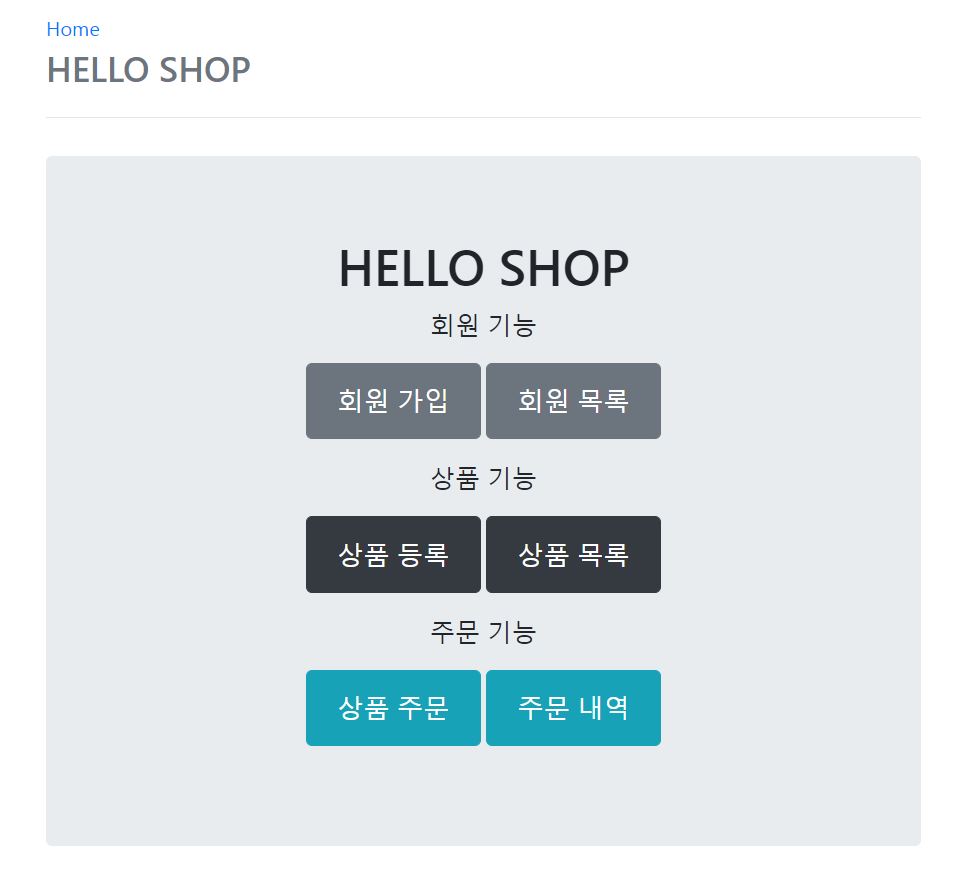 Home
HELLO SHOP
HELLO SHOP
회원 기능
회원 가입 회원 목록
상품 기능
상품 등록 상품 목록
주문 기능
상품 주문 주문 내역